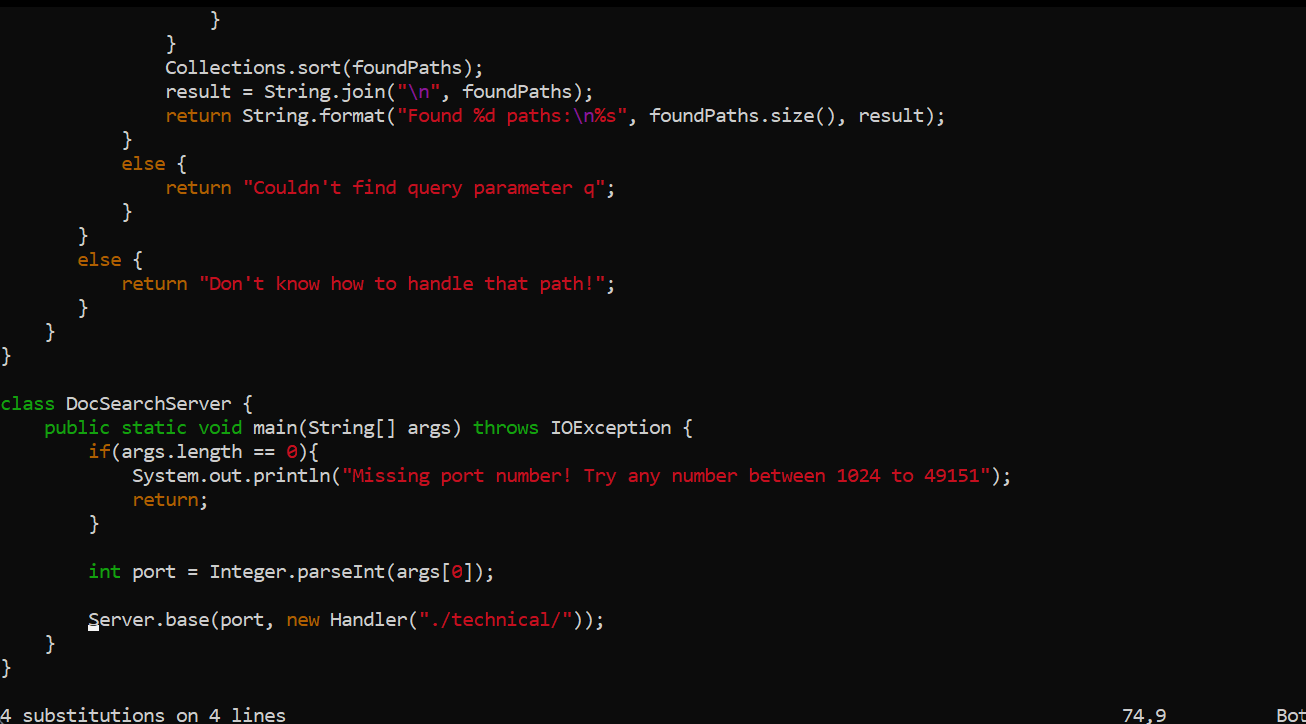 }
               }
               Collections.sort(foundPaths);
               result = String.join("\n", foundPaths);
               return String.format("Found %d paths:\n%s", foundPaths.size(), result);
           }
           else {
               return "Couldn't find query parameter q";
           }
       }
       else {
           return "Don't know how to handle that path!";
       }
    }
}

class DocSearchServer {
    public static void main(String[] args) throws IOException {
        if(args.length == 0){
            System.out.println("Missing port number! Try any number between 1024 to 49151");
            return;
        }

        int port = Integer.parseInt(args[0]);

        Server.base(port, new Handler("./technical/"));
    }
}

4 substitutions on 4 lines 74,9 Bot